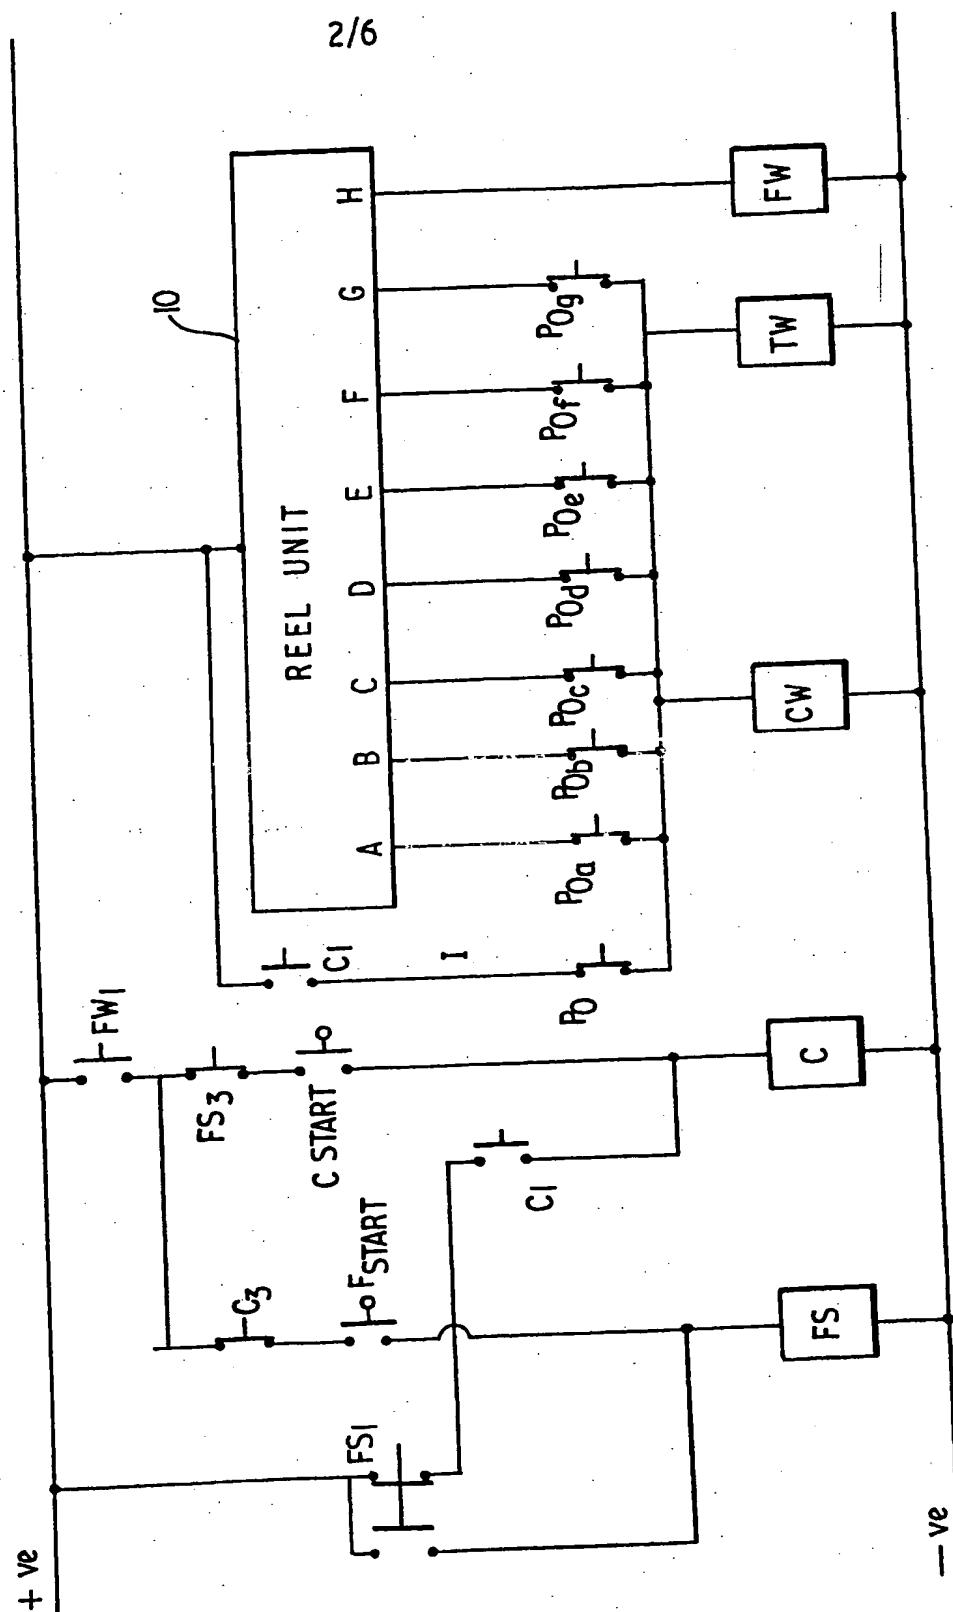 2/6
+ ve
10
REEL UNIT
A B C D E F G H
FW1
C1
I
FS3
C START
C3
FSTART
FS1
C1
P0
P0a
P0b
P0c
P0d
P0e
P0f
P0g
FS
C
CW
TW
FW
- ve